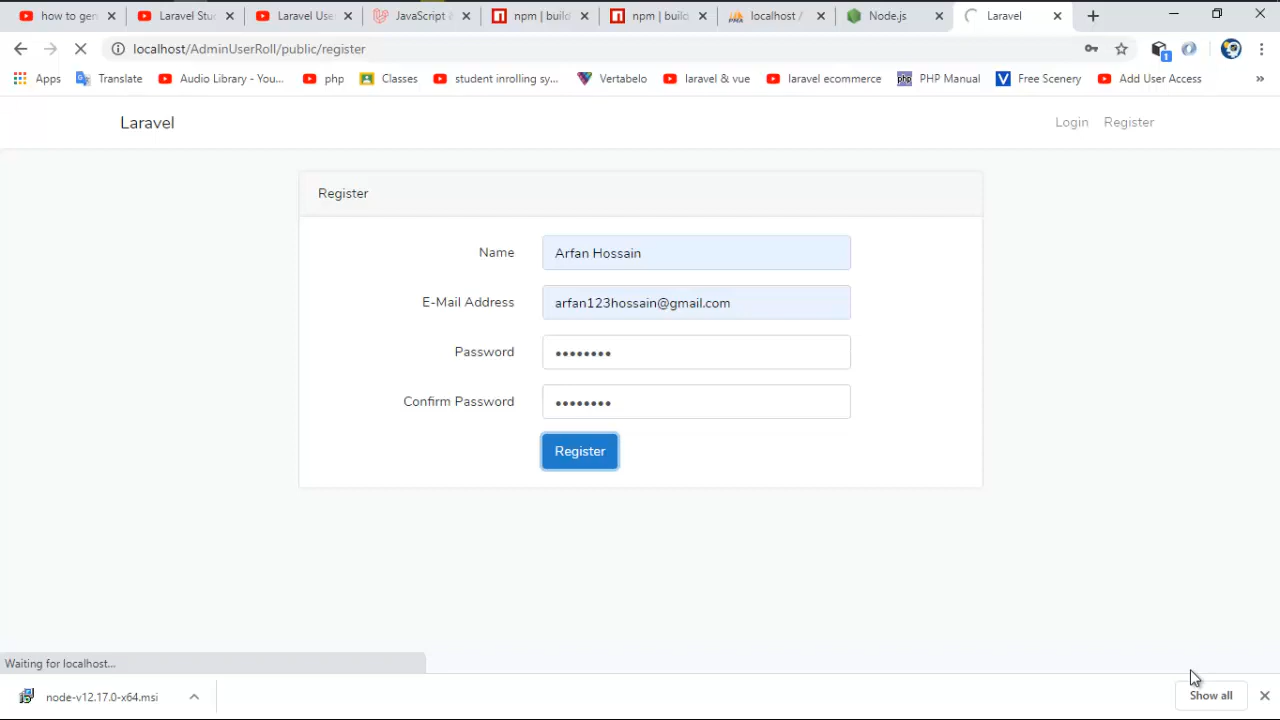 how to gen
Laravel Stu
Laravel Use
JavaScript &
npm | build
npm | build
localhost /
Node.js
Laravel
localhost/AdminUserRoll/public/register
1
Apps
Translate
Audio Library - You...
php
Classes
student inrolling sy...
Vertabelo
laravel & vue
laravel ecommerce
php
PHP Manual
Free Scenery
Add User Access
»
Laravel
Login
Register
Register
Name
Arfan Hossain
E-Mail Address
arfan123hossain@gmail.com
Password
••••••••
Confirm Password
••••••••
Register
Waiting for localhost...
node-v12.17.0-x64.msi
Show all